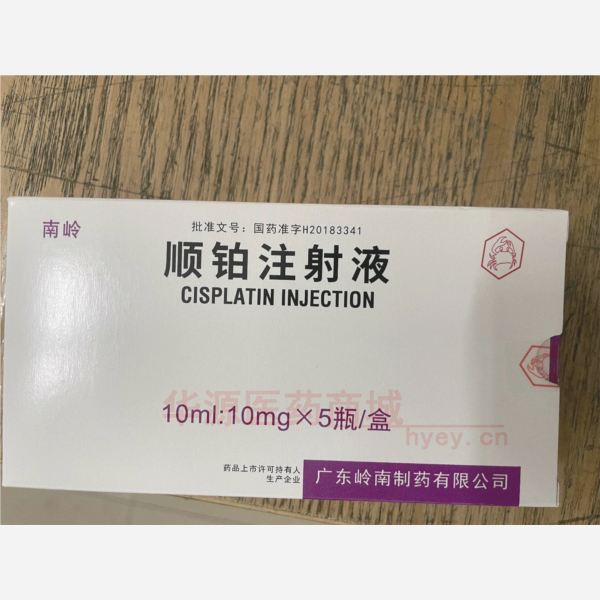 南岭
批准文号：国药准字H20183341
顺铂注射液
CISPLATIN INJECTION
华源医药商城
10ml:10mg×5瓶/盒
hyey.cn
药品上市许可持有人
生产企业
广东岭南制药有限公司